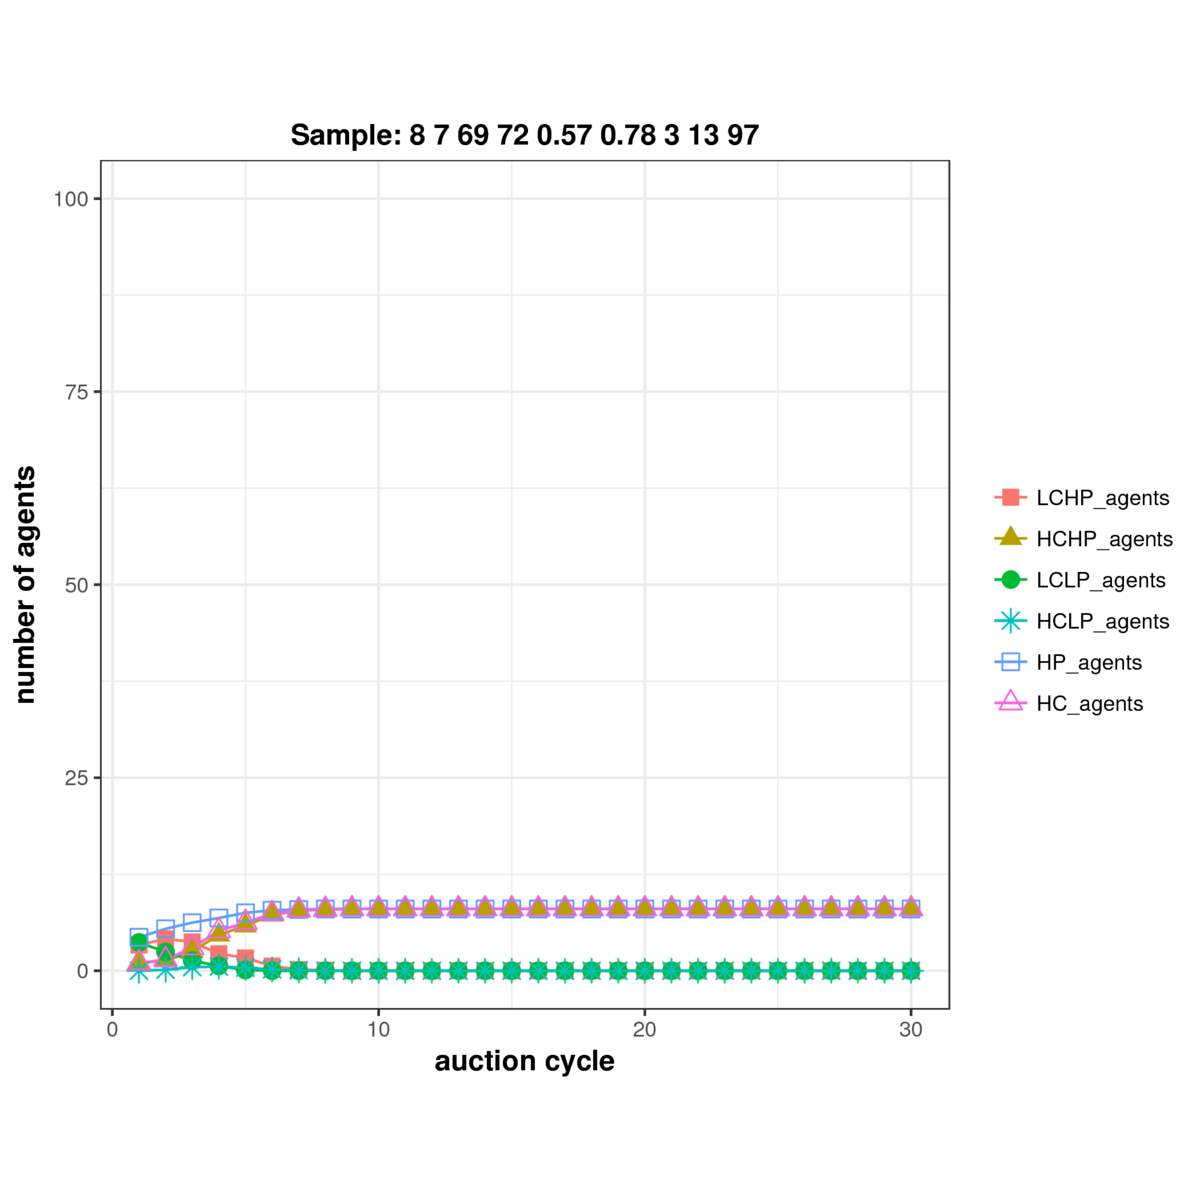 Sample: 8 7 69 72 0.57 0.78 3 13 97
100
75
50
25
0
0 10 20 30
auction cycle
number of agents
LCHP_agents
HCHP_agents
LCLP_agents
HCLP_agents
HP_agents
HC_agents